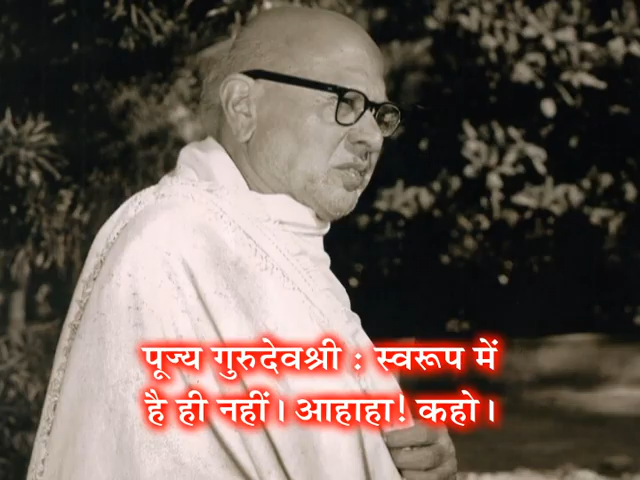 पूज्य गुरुदेवश्री : स्वरूप में
है ही नहीं। आहाहा! कहो।